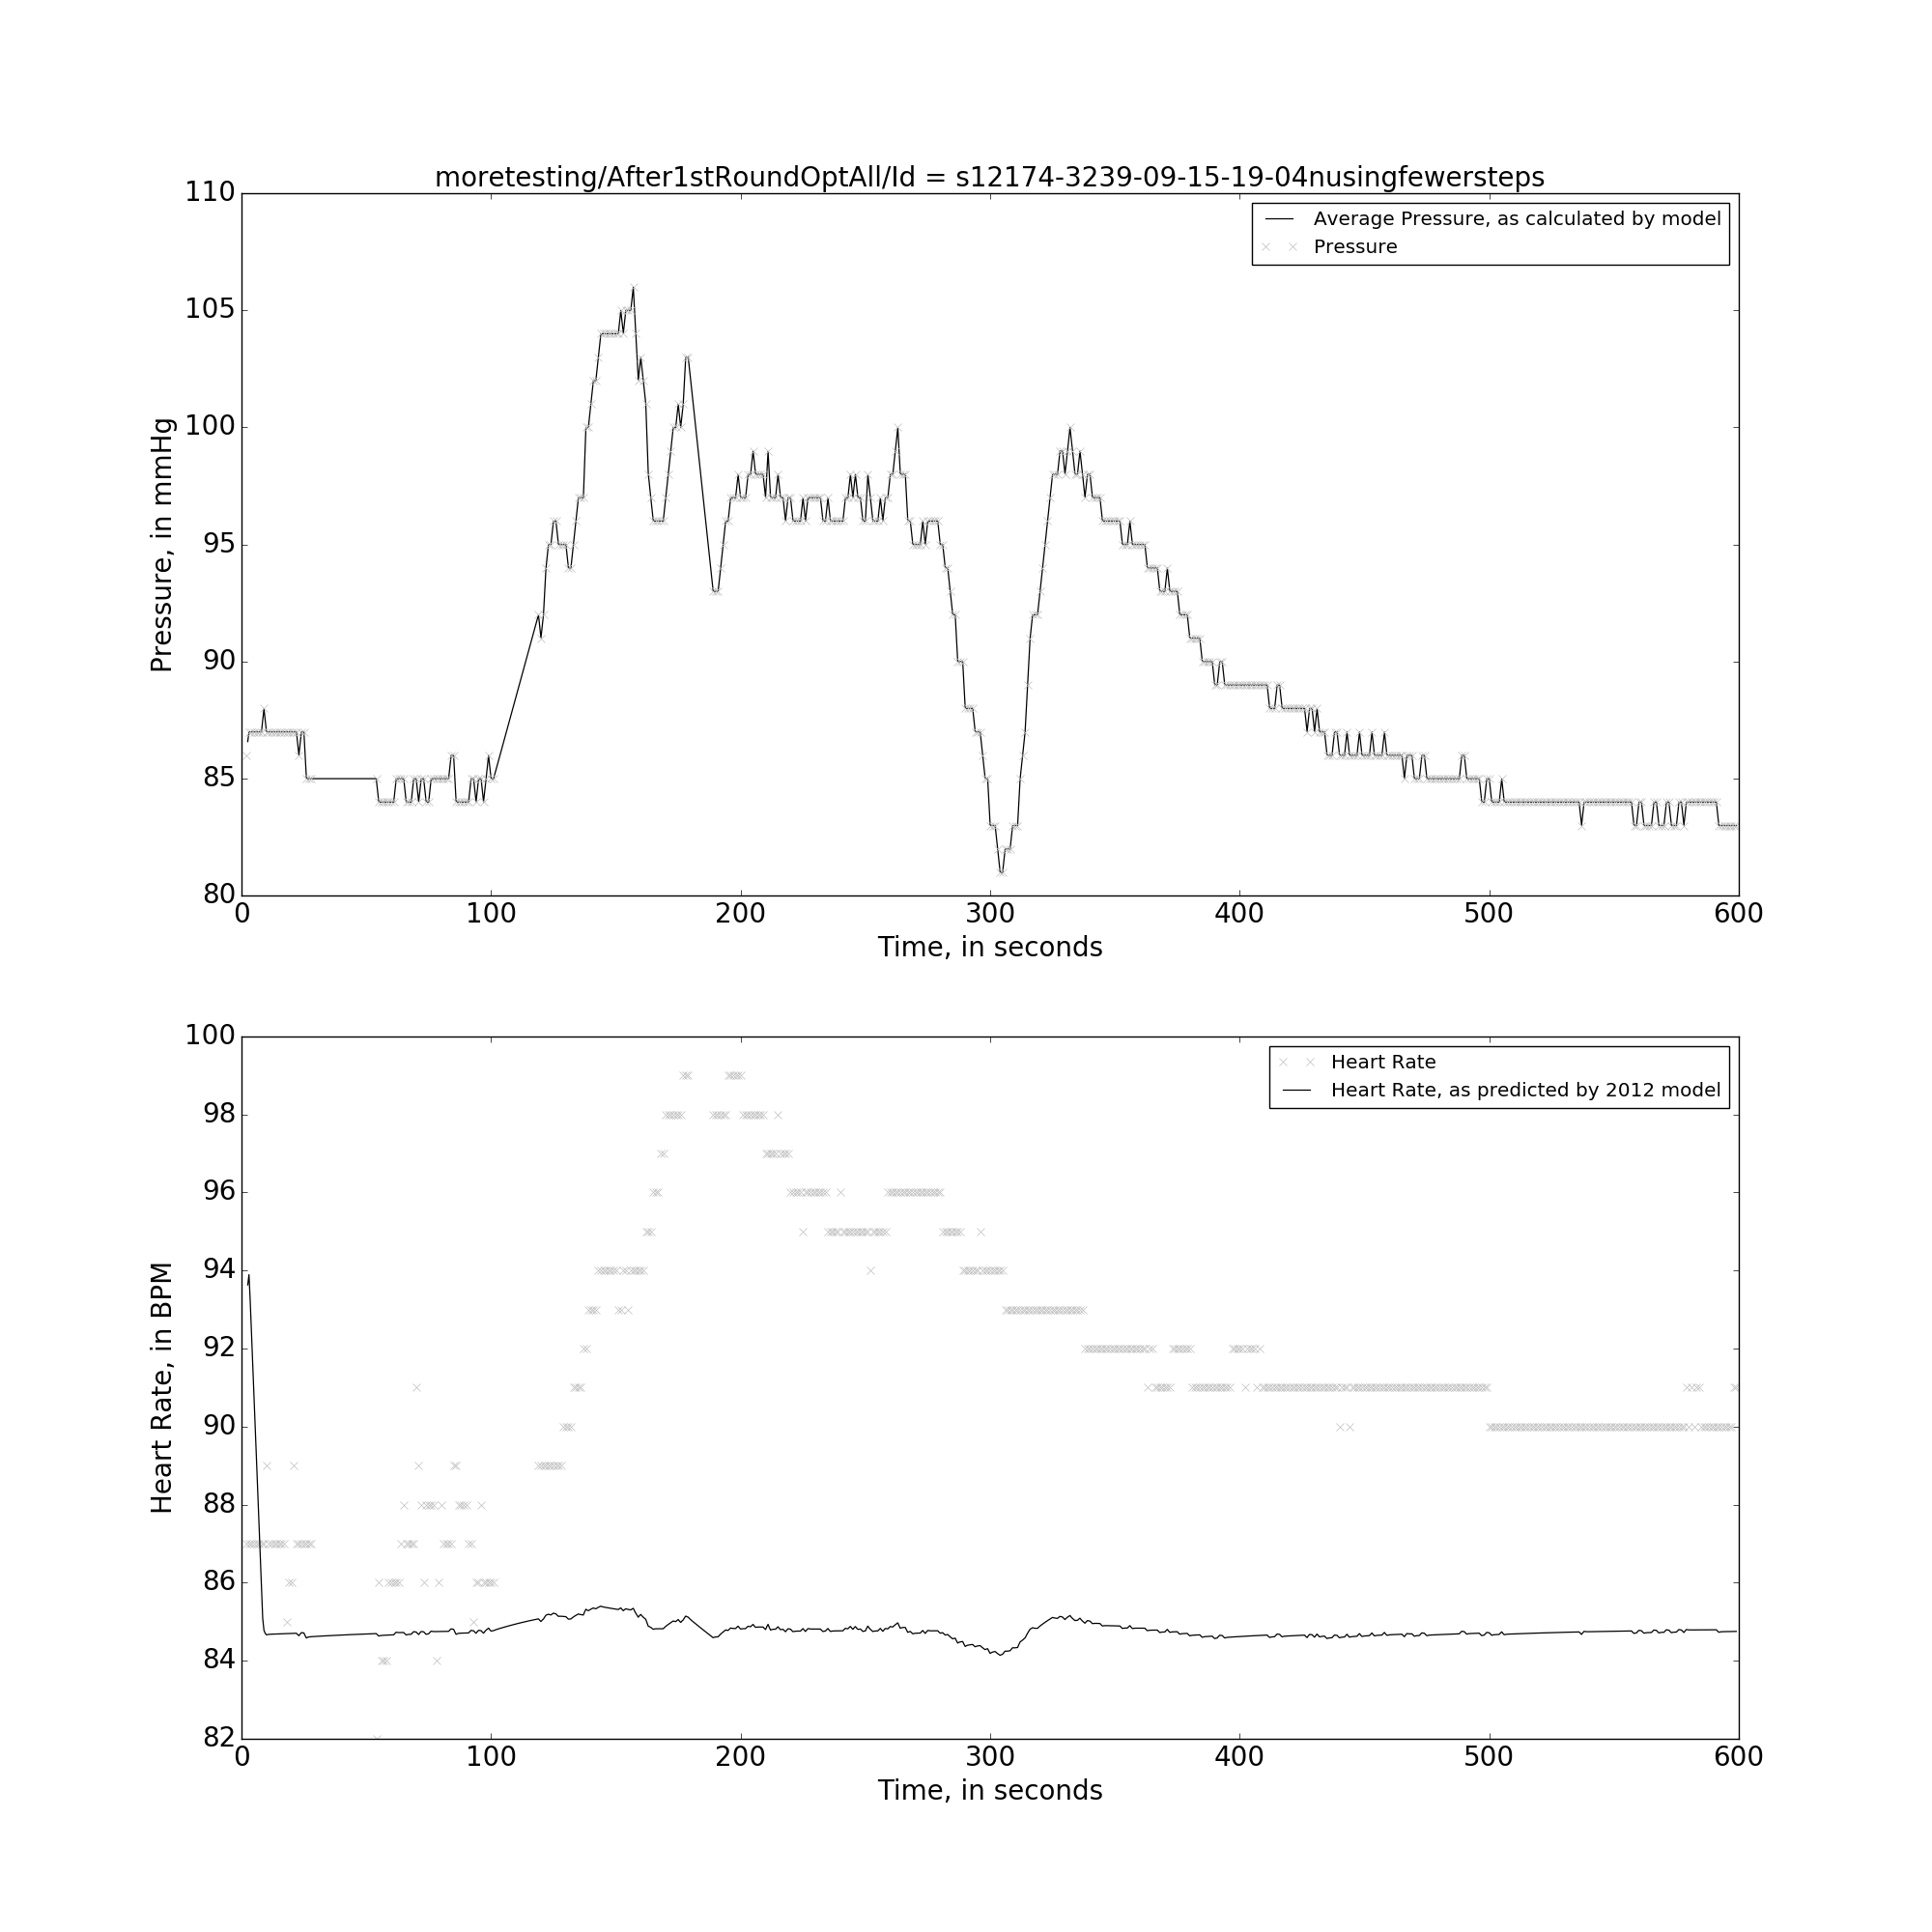 moretesting/After1stRoundOptAll/Id = s12174-3239-09-15-19-04nusingfewersteps
110
105
100
95
90
85
80
Pressure, in mmHg
Average Pressure, as calculated by model
Pressure
0 100 200 300 400 500 600
Time, in seconds
100
98
96
94
92
90
88
86
84
82
Heart Rate, in BPM
Heart Rate
Heart Rate, as predicted by 2012 model
0 100 200 300 400 500 600
Time, in seconds